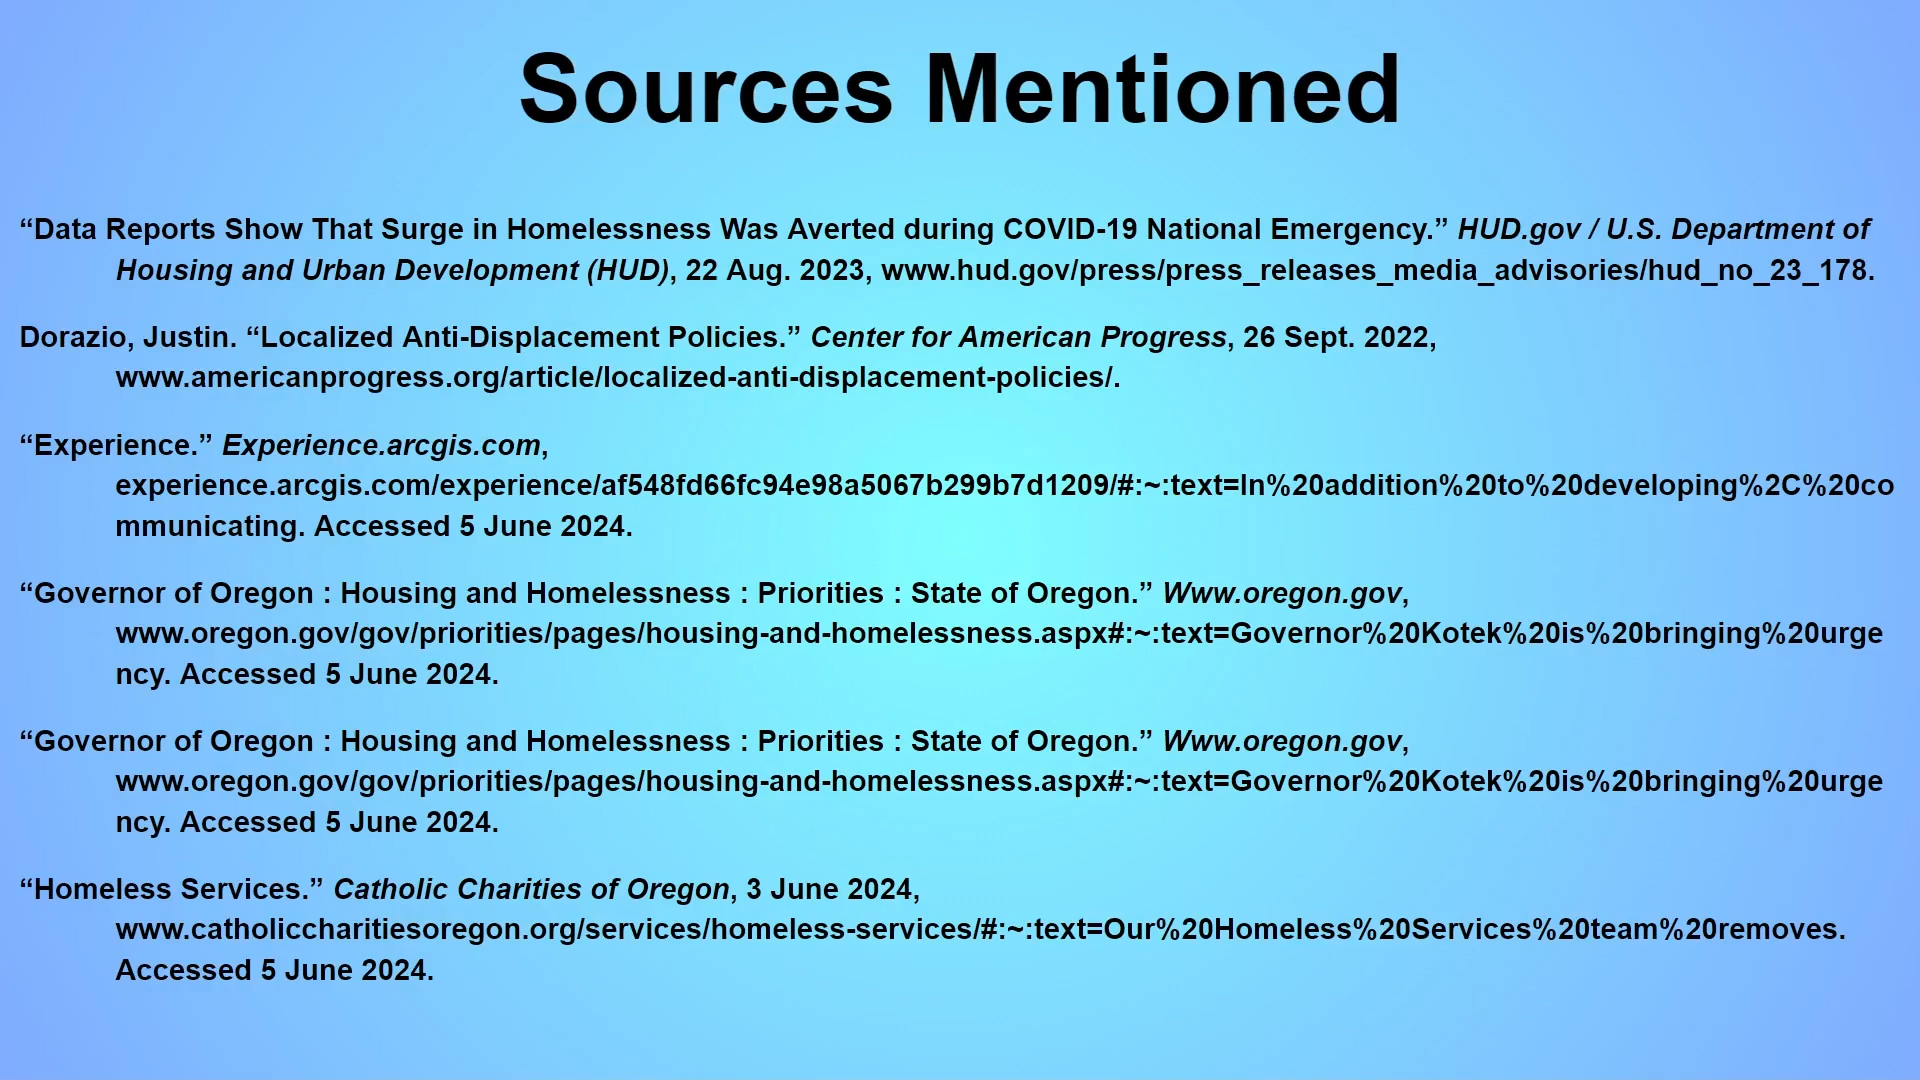 Sources Mentioned
“Data Reports Show That Surge in Homelessness Was Averted during COVID-19 National Emergency.” HUD.gov / U.S. Department of
Housing and Urban Development (HUD), 22 Aug. 2023, www.hud.gov/press/press_releases_media_advisories/hud_no_23_178.
Dorazio, Justin. “Localized Anti-Displacement Policies.” Center for American Progress, 26 Sept. 2022,
www.americanprogress.org/article/localized-anti-displacement-policies/.
“Experience.” Experience.arcgis.com,
experience.arcgis.com/experience/af548fd66fc94e98a5067b299b7d1209/#:~:text=In%20addition%20to%20developing%2C%20co
mmunicating. Accessed 5 June 2024.
“Governor of Oregon : Housing and Homelessness : Priorities : State of Oregon.” Www.oregon.gov,
www.oregon.gov/gov/priorities/pages/housing-and-homelessness.aspx#:~:text=Governor%20Kotek%20is%20bringing%20urge
ncy. Accessed 5 June 2024.
“Governor of Oregon : Housing and Homelessness : Priorities : State of Oregon.” Www.oregon.gov,
www.oregon.gov/gov/priorities/pages/housing-and-homelessness.aspx#:~:text=Governor%20Kotek%20is%20bringing%20urge
ncy. Accessed 5 June 2024.
“Homeless Services.” Catholic Charities of Oregon, 3 June 2024,
www.catholiccharitiesoregon.org/services/homeless-services/#:~:text=Our%20Homeless%20Services%20team%20removes.
Accessed 5 June 2024.